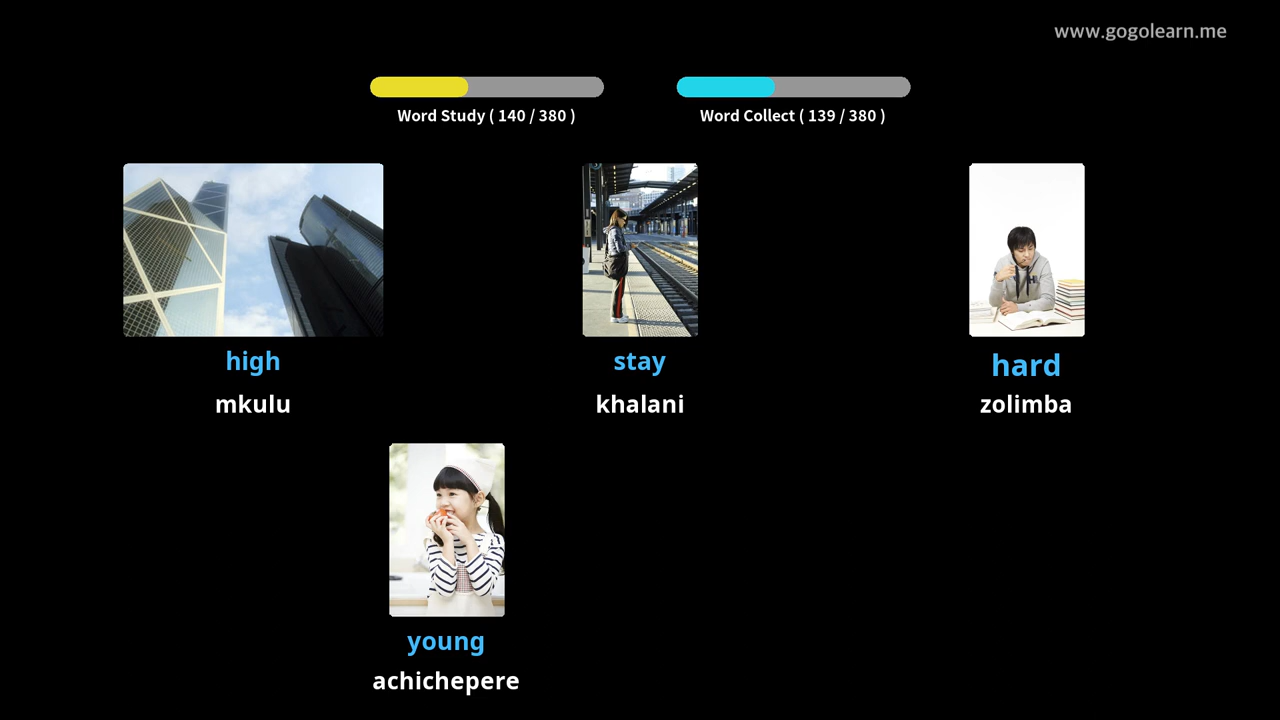 www.gogolearn.me
Word Study ( 140 / 380 )
Word Collect ( 139 / 380 )
high
stay
hard
mkulu
khalani
zolimba
young
achichepere